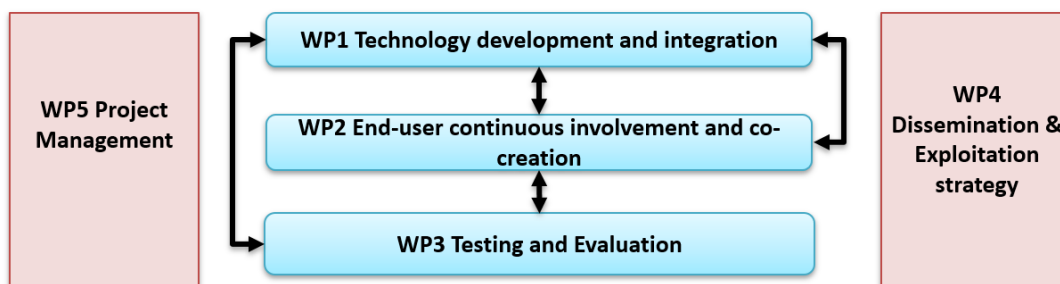 WP5 Project
Management
WP1 Technology development and integration
WP2 End-user continuous involvement and co-
creation
WP3 Testing and Evaluation
WP4
Dissemination &
Exploitation
strategy